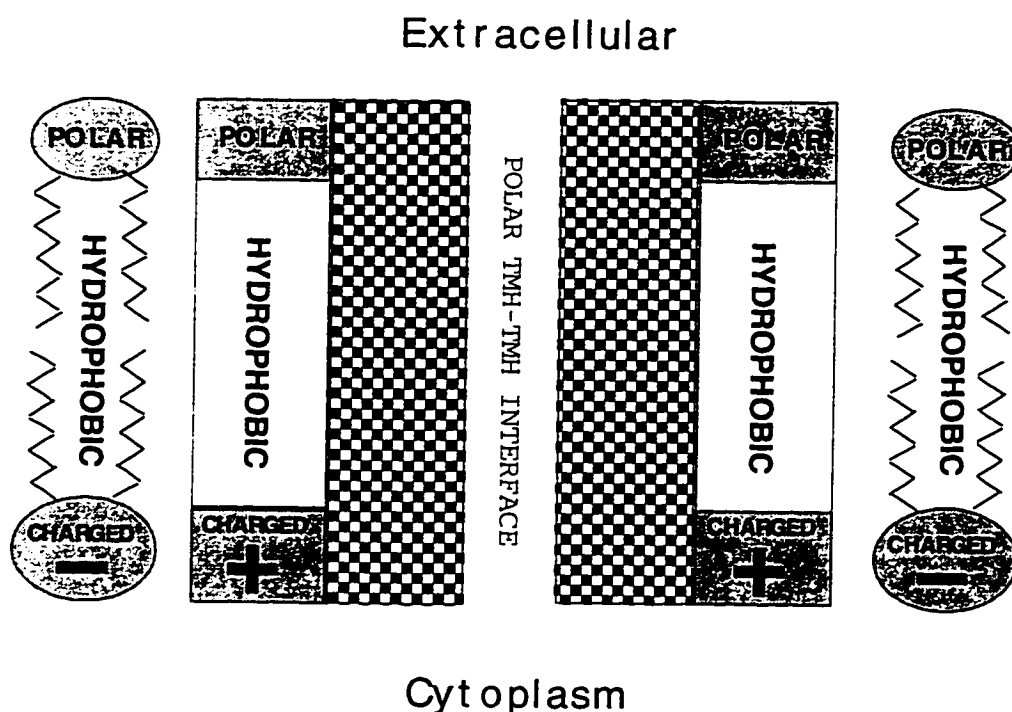 Extracellular
POLAR
POLAR
POLAR
POLAR
HYDROPHOBIC
HYDROPHOBIC
POLAR TMH-TMH INTERFACE
HYDROPHOBIC
HYDROPHOBIC
CHARGED
−
CHARGED
+
CHARGED
+
CHARGED
−
Cytoplasm